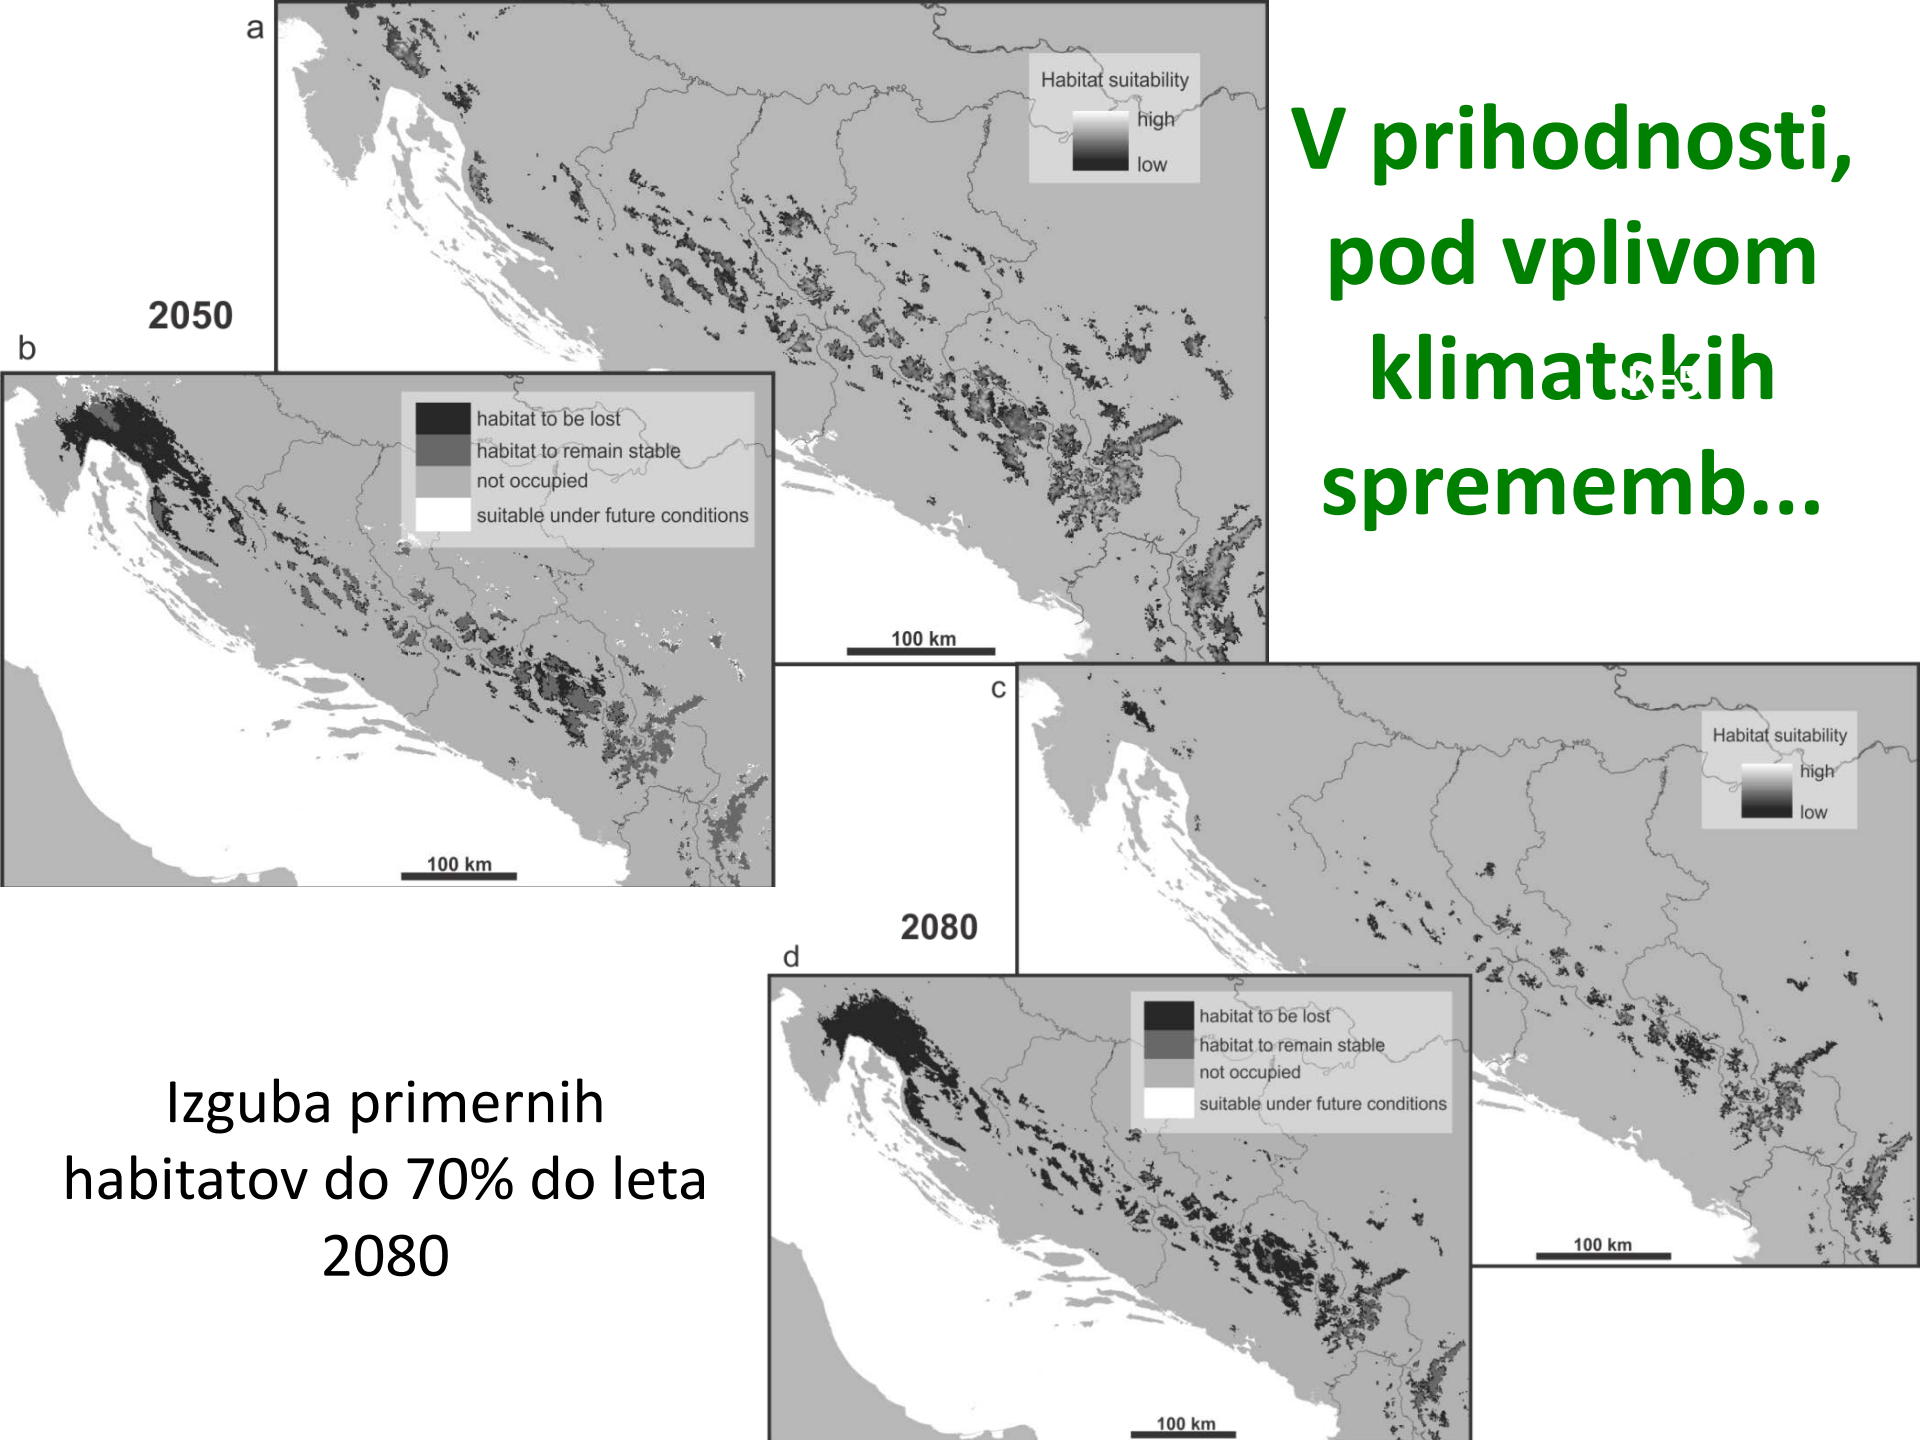 a
Habitat suitability
high
low
2050
100 km
V prihodnosti,
pod vplivom
klimatskih
sprememb...
K=5
b
habitat to be lost
habitat to remain stable
not occupied
suitable under future conditions
100 km
c
Habitat suitability
high
low
2080
100 km
d
habitat to be lost
habitat to remain stable
not occupied
suitable under future conditions
100 km
Izguba primernih
habitatov do 70% do leta
2080